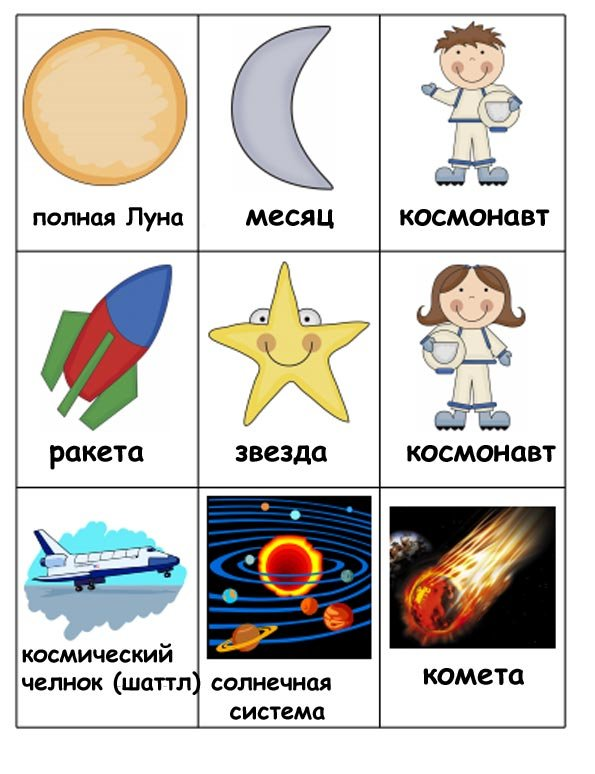 полная Луна
месяц
космонавт
ракета
звезда
космонавт
космический
челнок (шаттл)
солнечная
система
комета